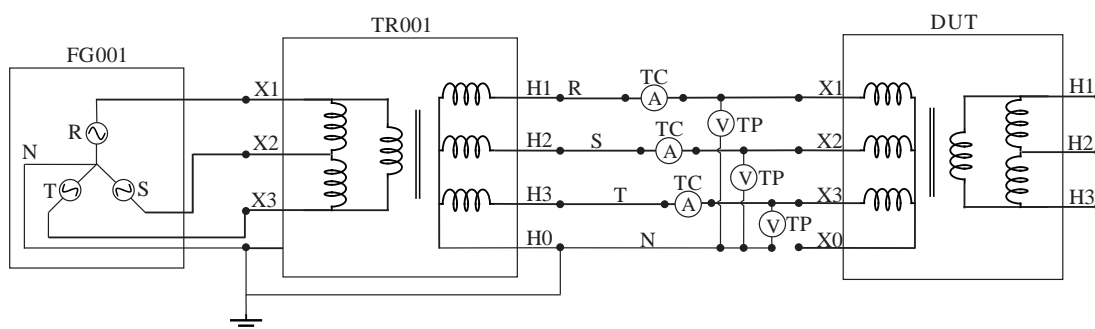 FG001
TR001
DUT
R
N
T
S
X1
X2
X3
H1
H2
H3
H0
R
S
T
N
TC
A
TC
A
TC
A
V TP
V TP
V TP
X1
X2
X3
X0
H1
H2
H3